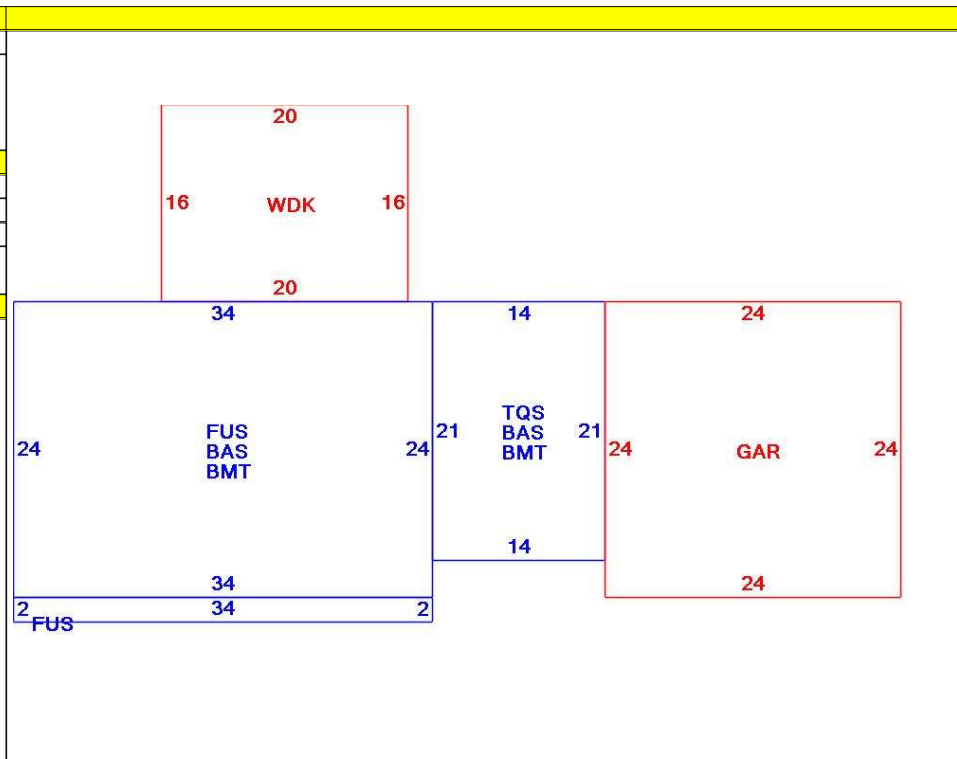 20
16 WDK 16
20
34 14 24
24 FUS BAS BMT 24
21 TQS BAS BMT 21
24 GAR 24
14
34 24
2 34 2
FUS